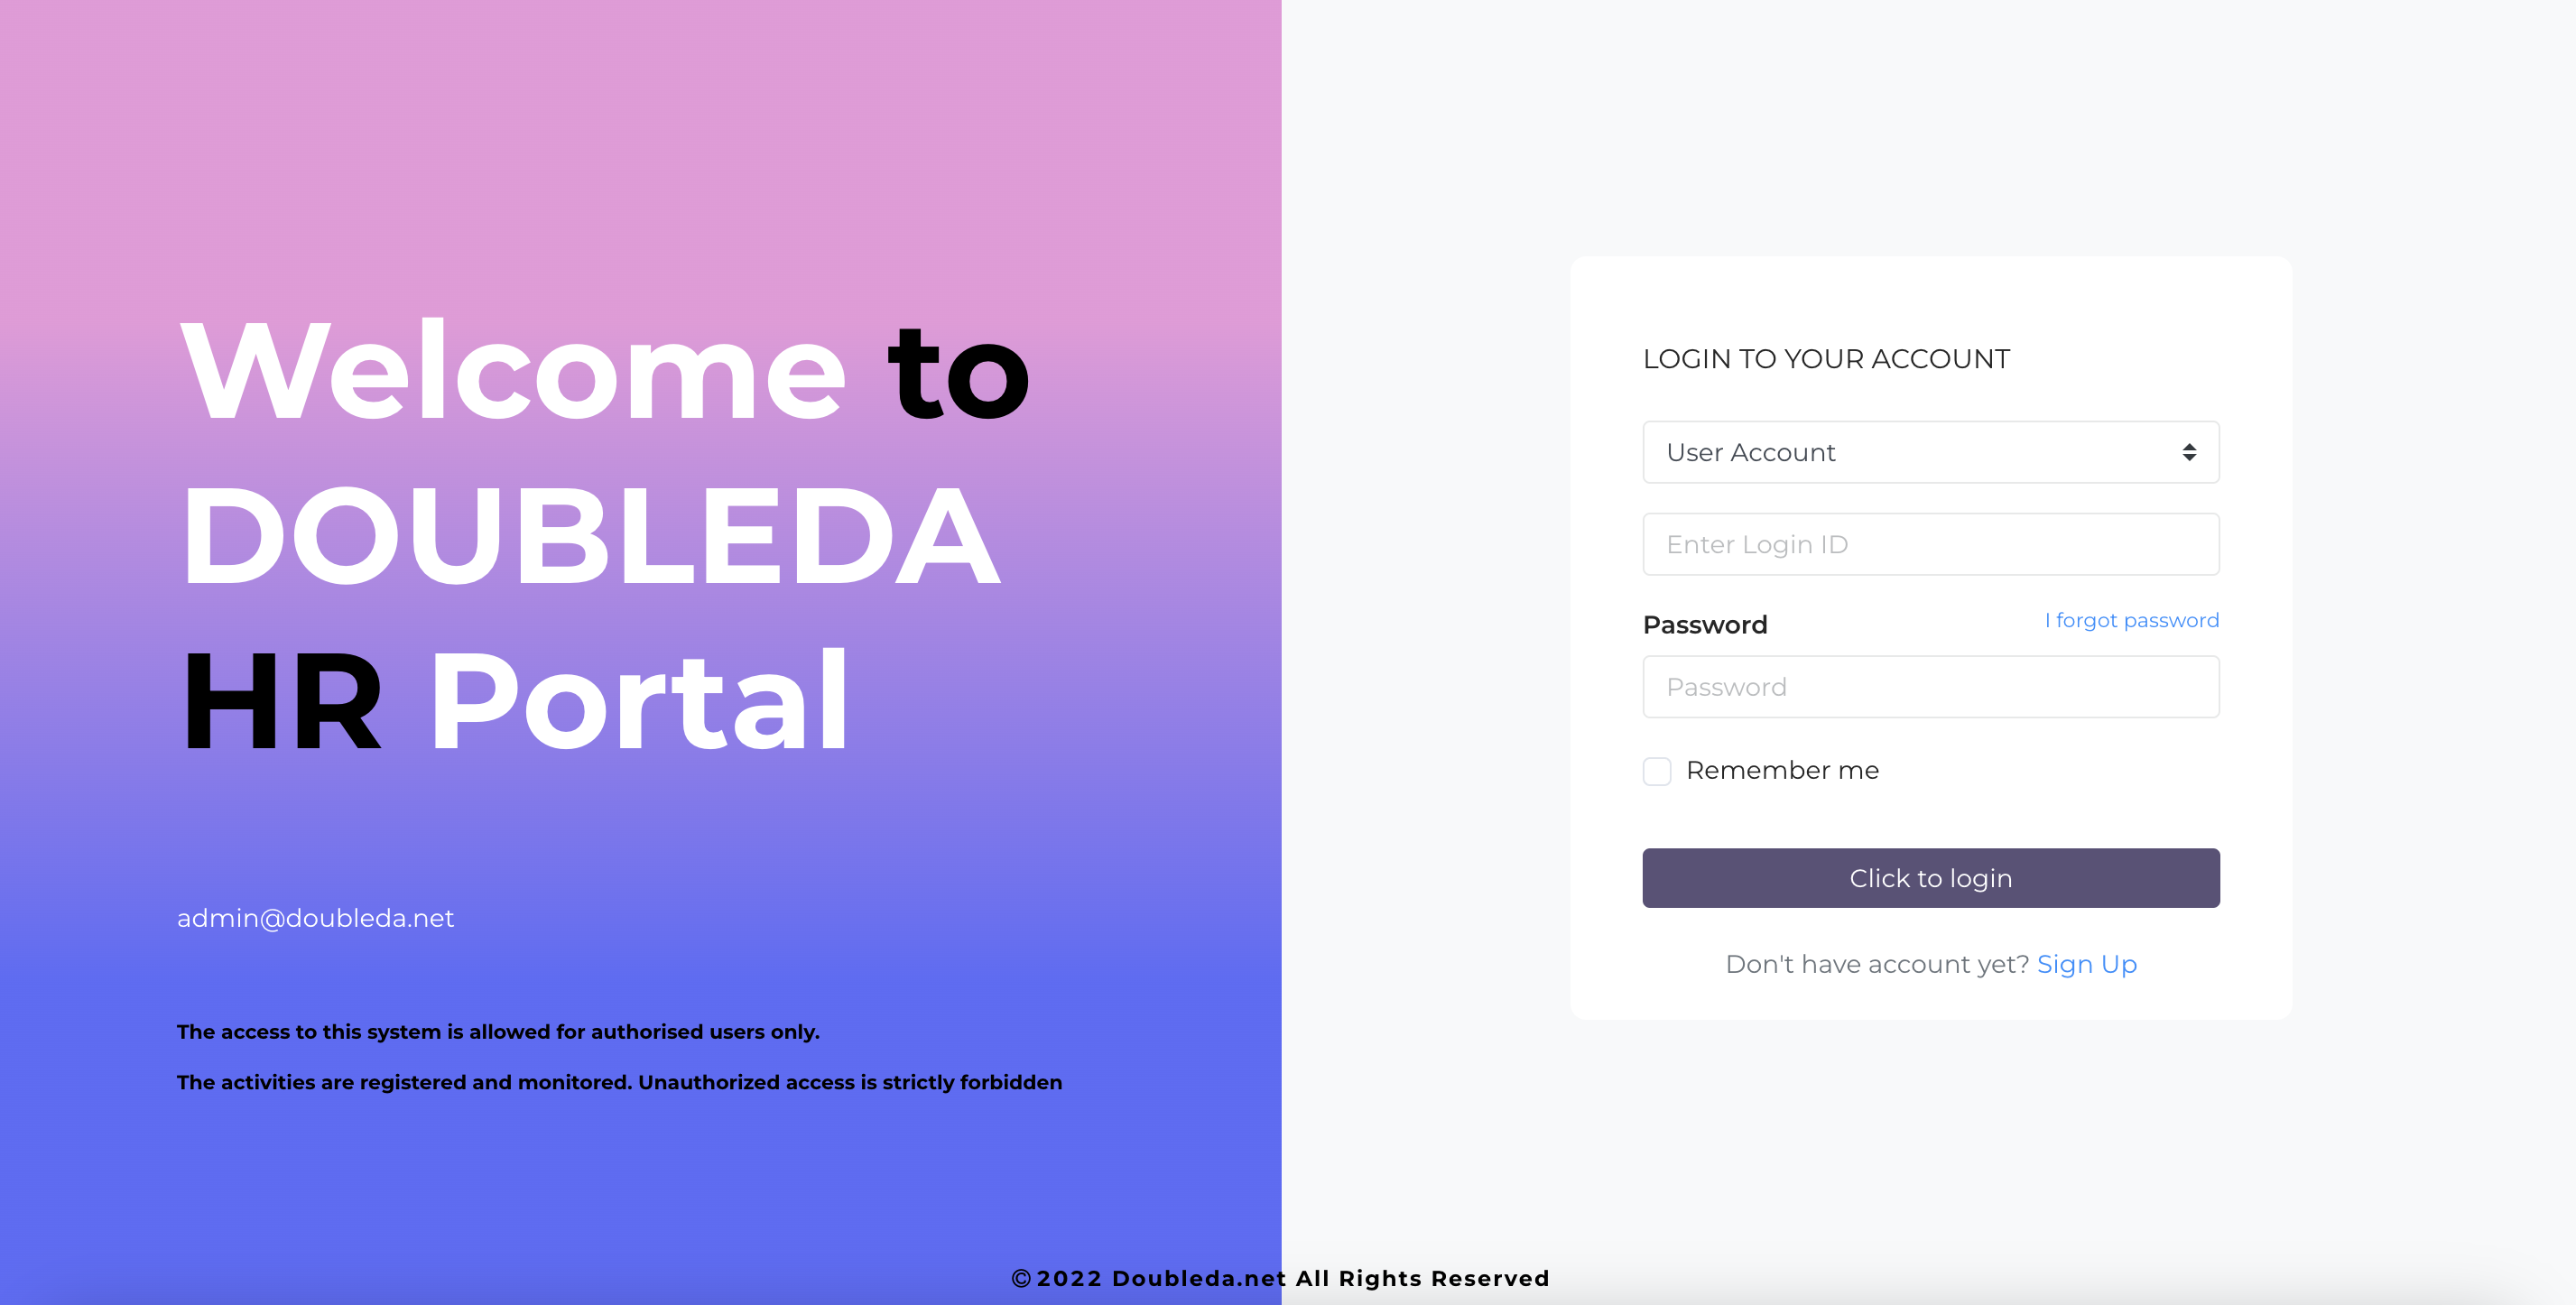 Welcome to
DOUBLEDA
HR Portal
admin@doubleda.net
The access to this system is allowed for authorised users only.
The activities are registered and monitored. Unauthorized access is strictly forbidden
LOGIN TO YOUR ACCOUNT
User Account
Enter Login ID
Password I forgot password
Password
Remember me
Click to login
Don't have account yet? Sign Up
© 2022 Doubleda.net All Rights Reserved